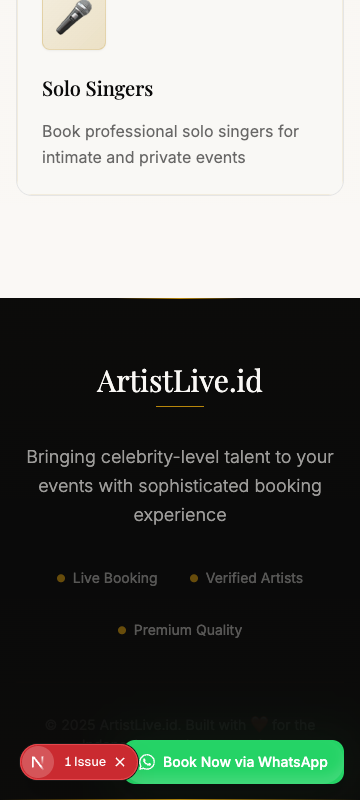 Solo Singers
Book professional solo singers for
intimate and private events
ArtistLive.id
Bringing celebrity-level talent to your
events with sophisticated booking
experience
Live Booking
Verified Artists
Premium Quality
© 2025 ArtistLive.id. Built with ❤️ for the
N 1 Issue ×
Book Now via WhatsApp